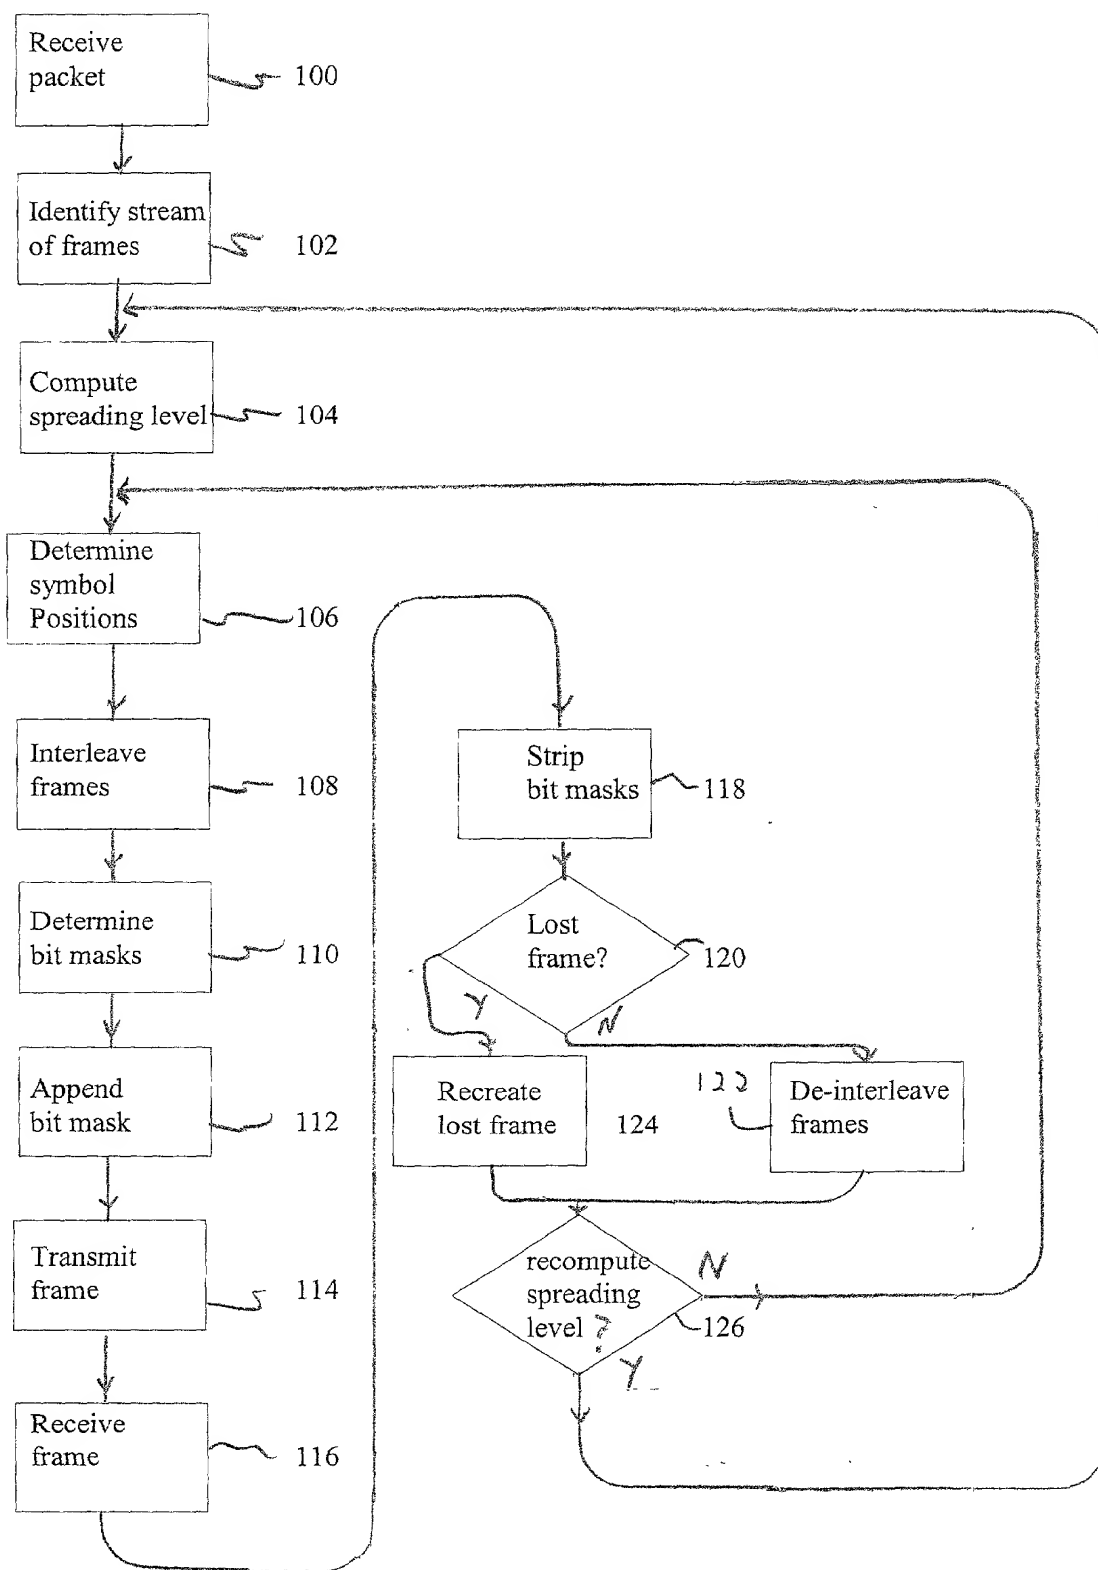 Receive
packet
100
Identify stream
of frames
102
Compute
spreading level
104
Determine
symbol
Positions
106
Interleave
frames
108
Determine
bit masks
110
Append
bit mask
112
Transmit
frame
114
Receive
frame
116
Strip
bit masks
118
Lost
frame?
120
Y
N
Recreate
lost frame
124
122
De-interleave
frames
recompute
spreading
level ?
126
N
Y